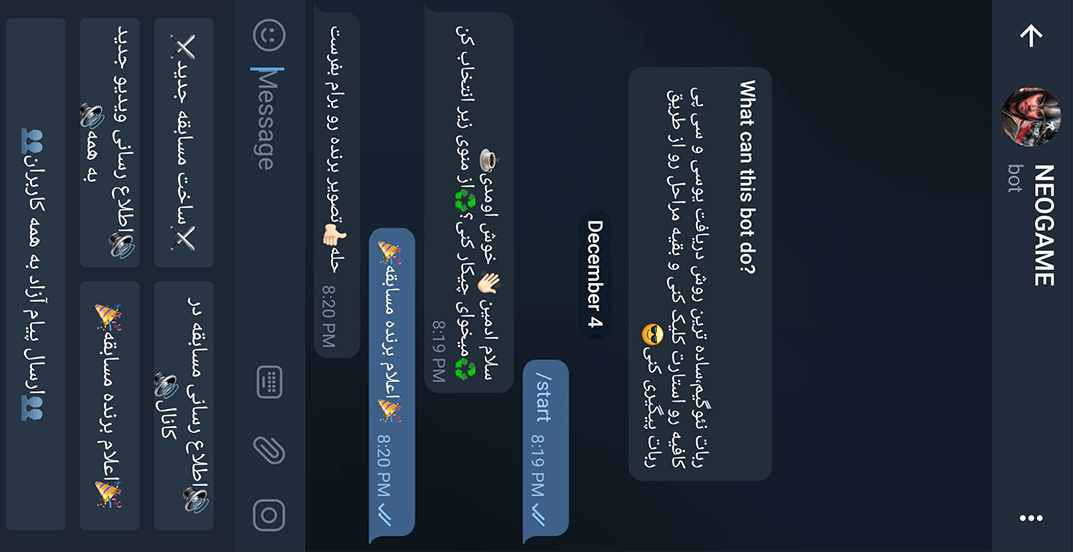 NEOGAME
bot
What can this bot do?
ربات نئوگیم،ساده ترین روش دریافت یوسی و سی پی
کافیه رو استارت کلیک کنی و بقیه مراحل رو از طریق
ربات پیگیری کنی😎
December 4
/start 8:19 PM
سلام ادمین 👋🏻 خوش اومدی☕
♻️میخوای چیکار کنی؟♻️از منوی زیر انتخاب کن
8:19 PM
🎉اعلام برنده مسابقه🎉 8:20 PM
حله👍🏻تصویر برنده رو برام بفرست 8:20 PM
Message
⚔️ساخت مسابقه جدید⚔️
🔊اطلاع رسانی مسابقه در
کانال🔊
🔊اطلاع رسانی ویدیو جدید
به همه🔊
🎉اعلام برنده مسابقه🎉
👥ارسال پیام آزاد به همه کاربران👥